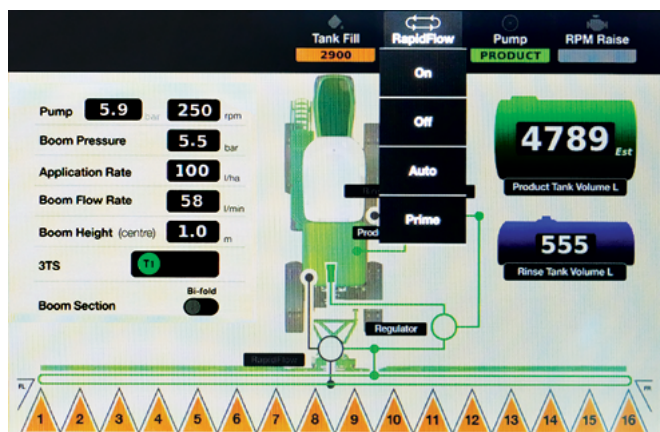 Tank Fill
2900
RapidFlow
Pump
PRODUCT
RPM Raise
On
Off
Auto
Prime
Pump 5.9 bar 250 rpm
Boom Pressure 5.5 bar
Application Rate 100 l/ha
Boom Flow Rate 58 l/min
Boom Height (centre) 1.0 m
3TS T1
Bi-fold
Boom Section
4789 Est
Product Tank Volume L
555
Rinse Tank Volume L
Prod
Regulator
RapidFlow
FL
1 2 3 4 5 6 7 8 9 10 11 12 13 14 15 16